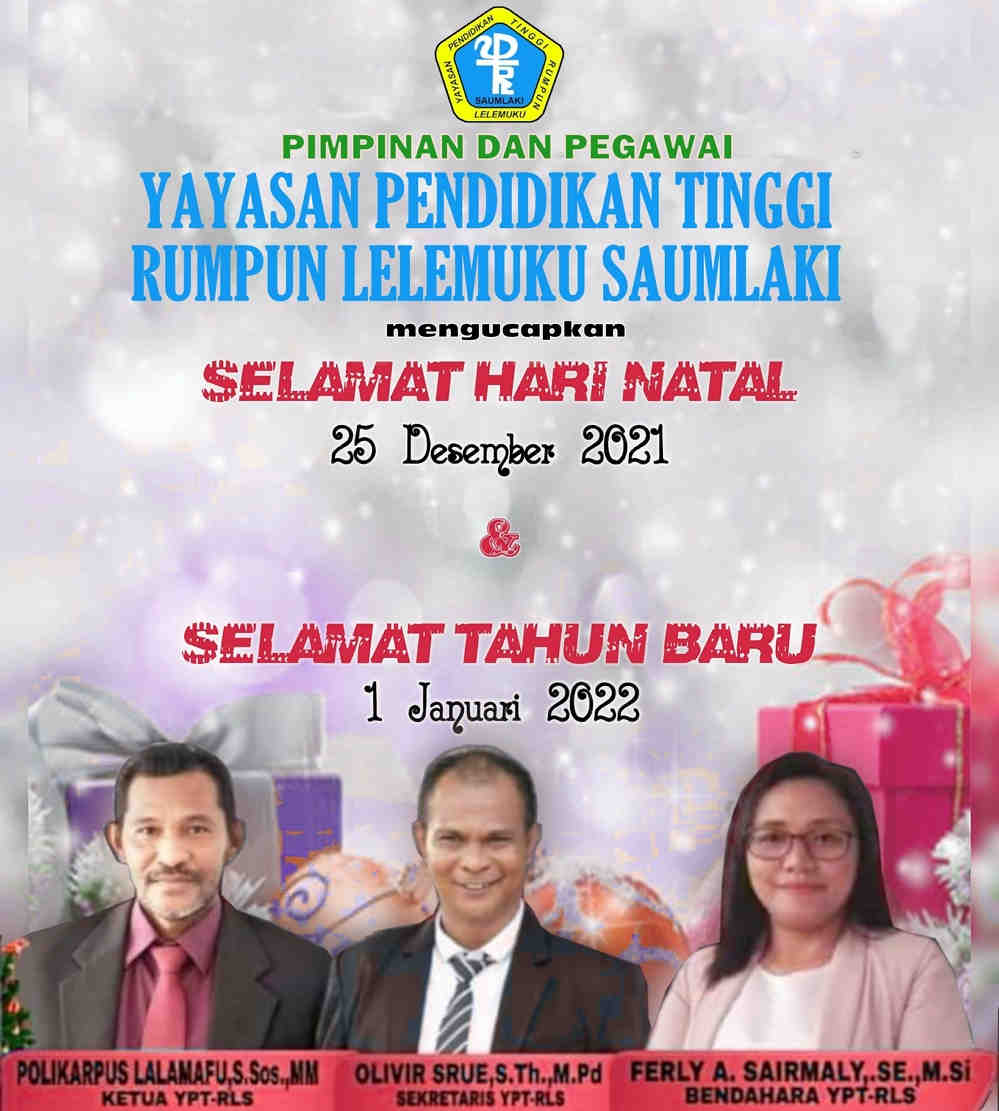 YAYASAN PENDIDIKAN TINGGI RUMPUN
SAUMLAKI
LELEMUKU
PIMPINAN DAN PEGAWAI
YAYASAN PENDIDIKAN TINGGI
RUMPUN LELEMUKU SAUMLAKI
mengucapkan
SELAMAT HARI NATAL
25 Desember 2021
&
SELAMAT TAHUN BARU
1 Januari 2022
POLIKARPUS LALAMAFU,S.Sos.,MM
KETUA YPT-RLS
OLIVIR SRUE,S.Th.,M.Pd
SEKRETARIS YPT-RLS
FERLY A. SAIRMALY,.SE.,M.Si
BENDAHARA YPT-RLS